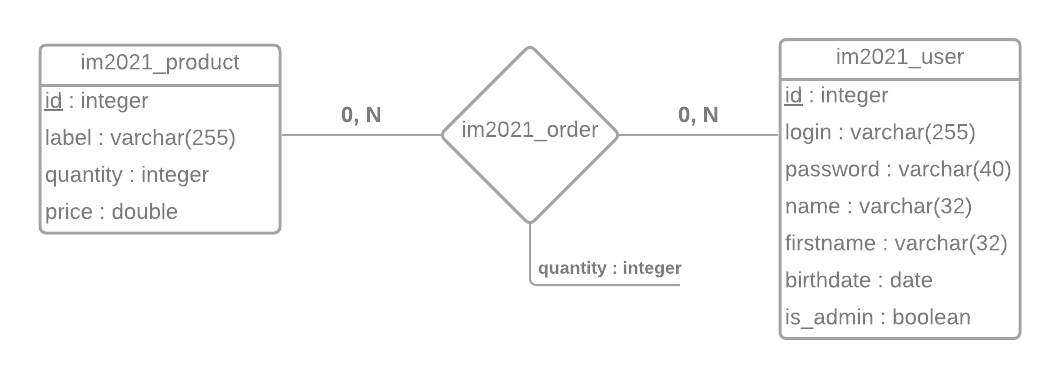 im2021_product
id : integer
label : varchar(255)
quantity : integer
price : double
0, N
im2021_order
quantity : integer
0, N
im2021_user
id : integer
login : varchar(255)
password : varchar(40)
name : varchar(32)
firstname : varchar(32)
birthdate : date
is_admin : boolean